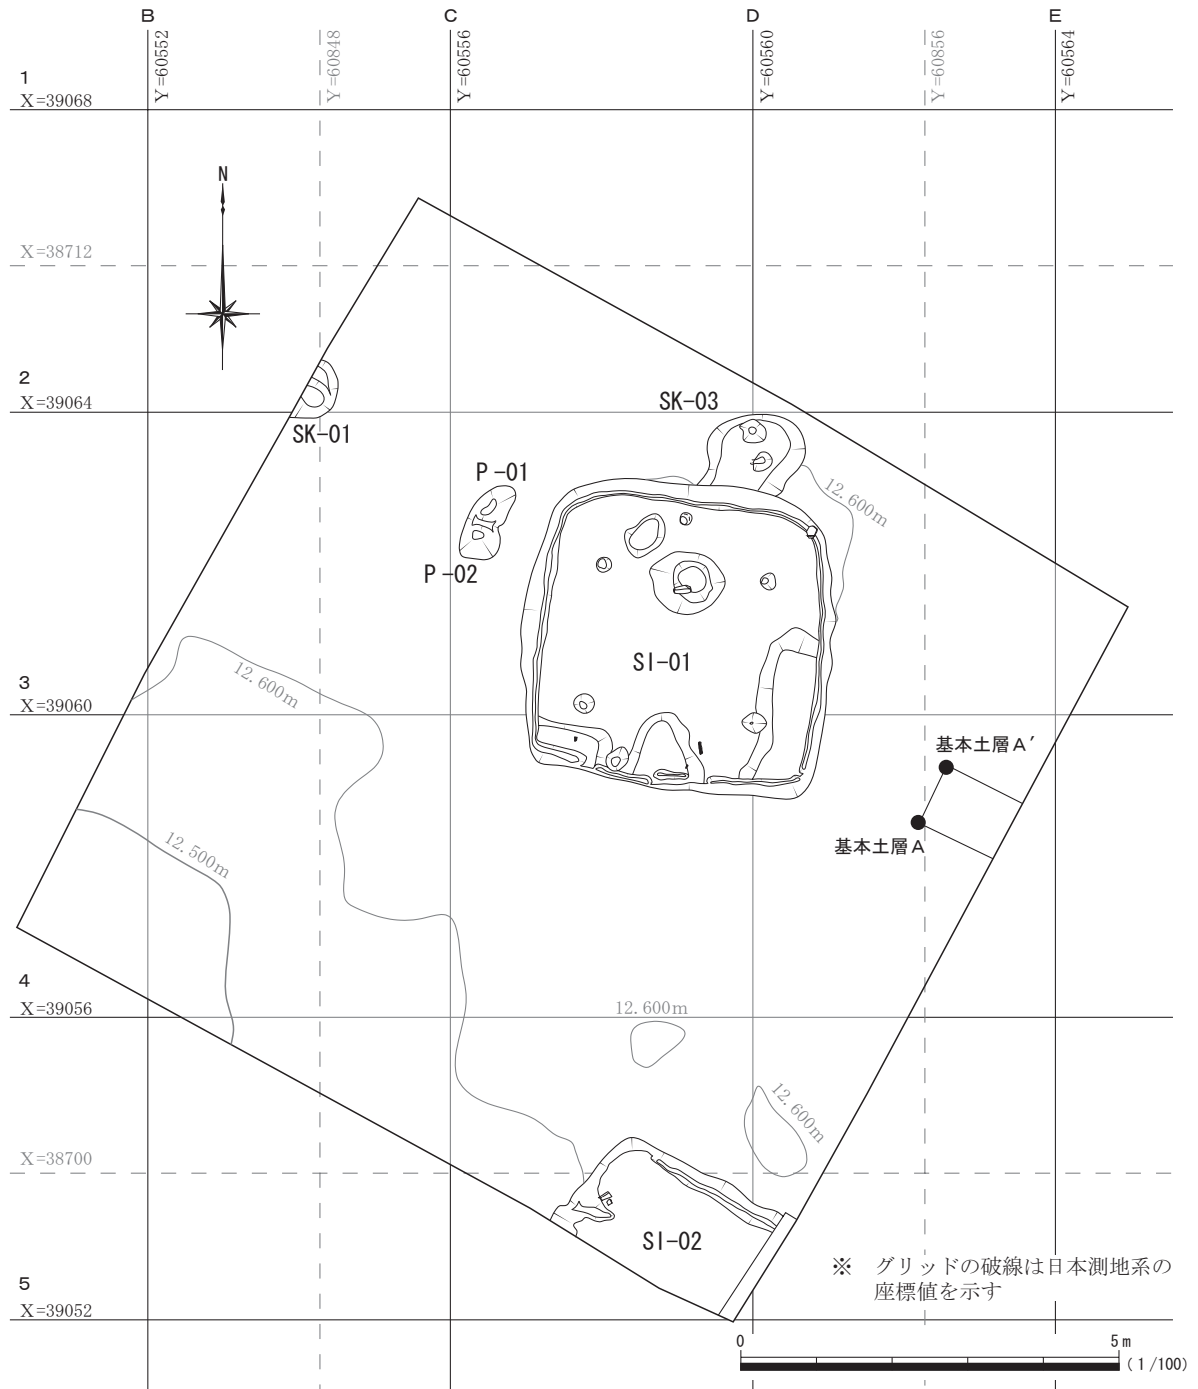 B
C
D
E
Y=60552
Y=60848
Y=60556
Y=60560
Y=60856
Y=60564
1
X=39068
N
X=38712
2
X=39064
SK-01
SK-03
P-01
P-02
12.600m
SI-01
12.600m
3
X=39060
基本土層A′
基本土層A
12.500m
4
X=39056
12.600m
12.600m
X=38700
SI-02
※ グリッドの破線は日本測地系の
座標値を示す
5
X=39052
0 5m
(1/100)